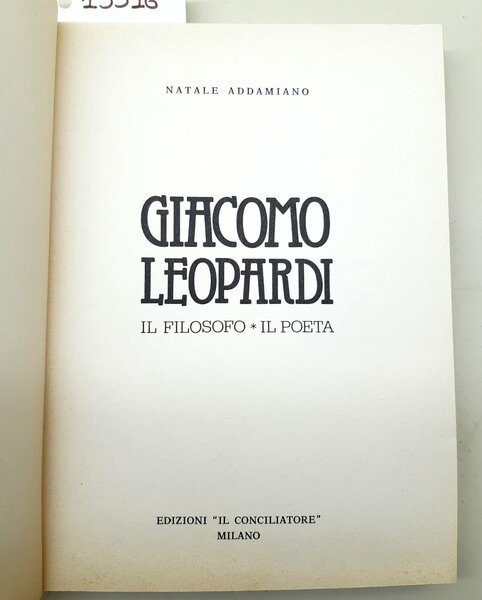 NATALE ADDAMIANO
GIACOMO
LEOPARDI
IL FILOSOFO * IL POETA
EDIZIONI "IL CONCILIATORE"
MILANO